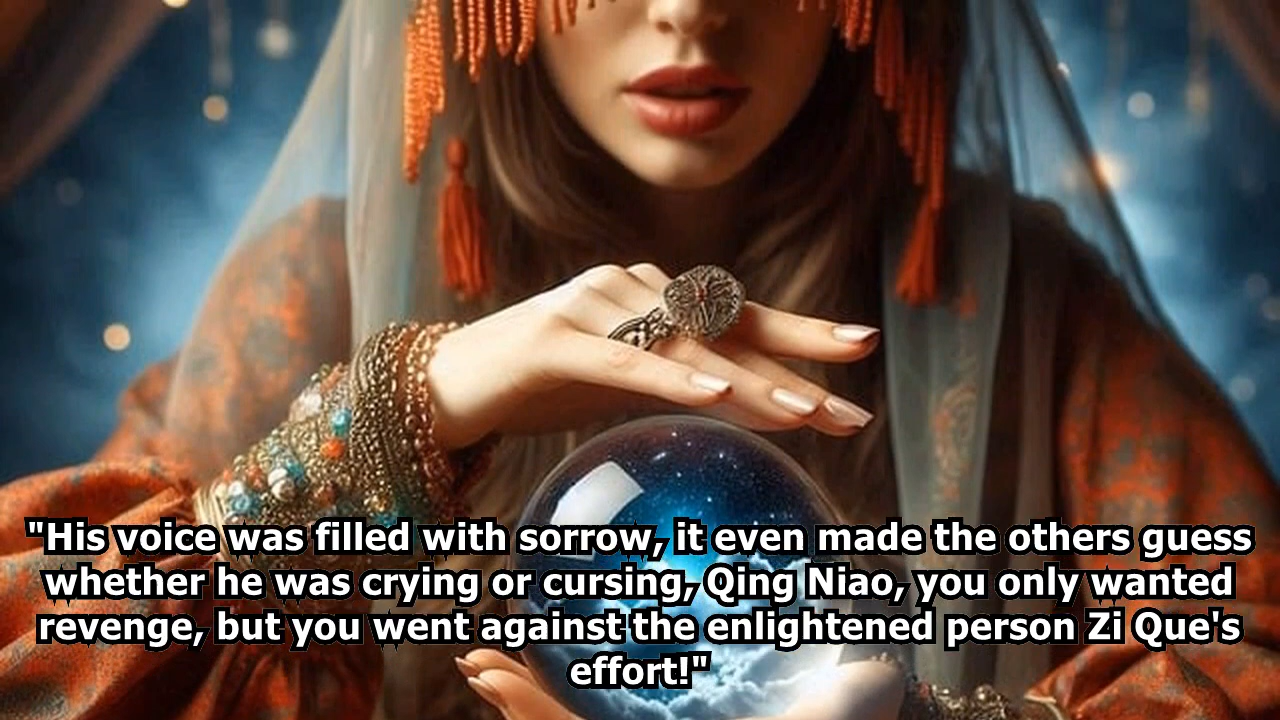 "His voice was filled with sorrow, it even made the others guess
whether he was crying or cursing, Qing Niao, you only wanted
revenge, but you went against the enlightened person Zi Que's
effort!"